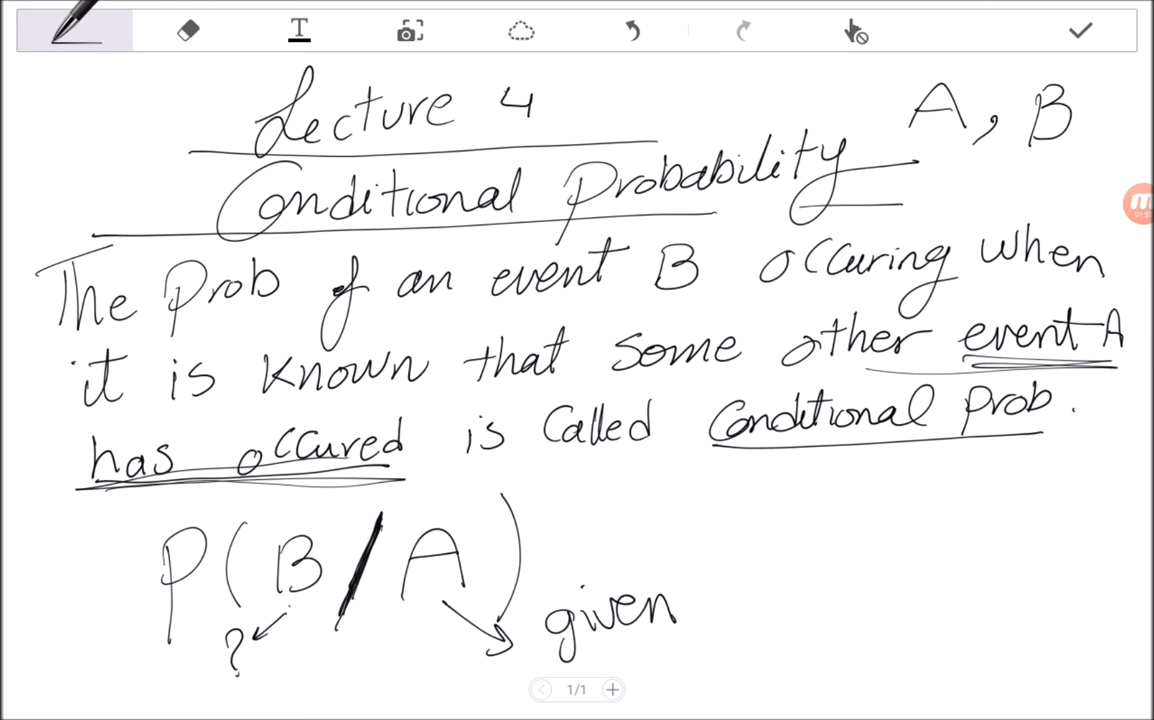 T
Lecture 4
A, B
Conditional Probability
The Prob of an event B occuring when
it is known that some other event A
has occured is called Conditional Prob.
P(B/A)
? given
1/1